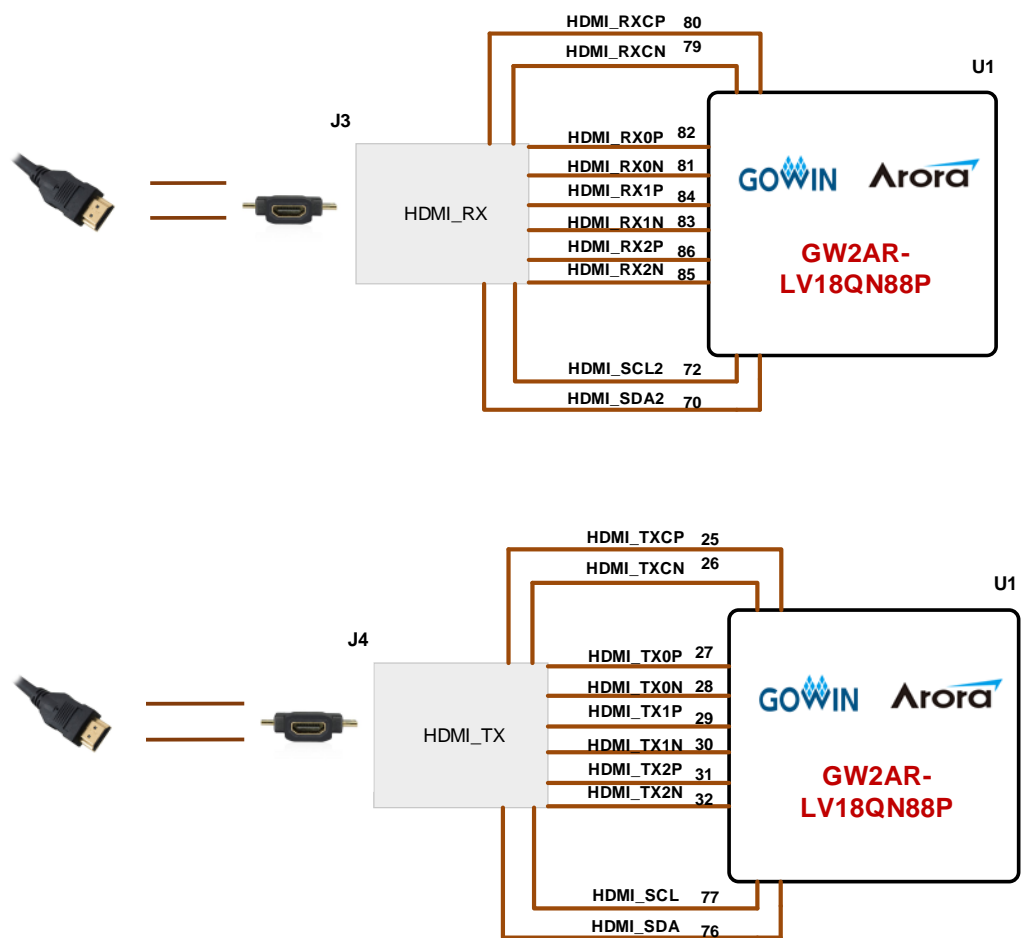 HDMI_RXCP 80
HDMI_RXCN 79
U1
J3
HDMI_RX0P 82
HDMI_RX0N 81
HDMI_RX1P 84
HDMI_RX1N 83
HDMI_RX2P 86
HDMI_RX2N 85
HDMI_RX
GOWIN Arora
GW2AR-
LV18QN88P
HDMI_SCL2 72
HDMI_SDA2 70
HDMI_TXCP 25
HDMI_TXCN 26
U1
J4
HDMI_TX0P 27
HDMI_TX0N 28
HDMI_TX1P 29
HDMI_TX1N 30
HDMI_TX2P 31
HDMI_TX2N 32
HDMI_TX
GOWIN Arora
GW2AR-
LV18QN88P
HDMI_SCL 77
HDMI_SDA 76